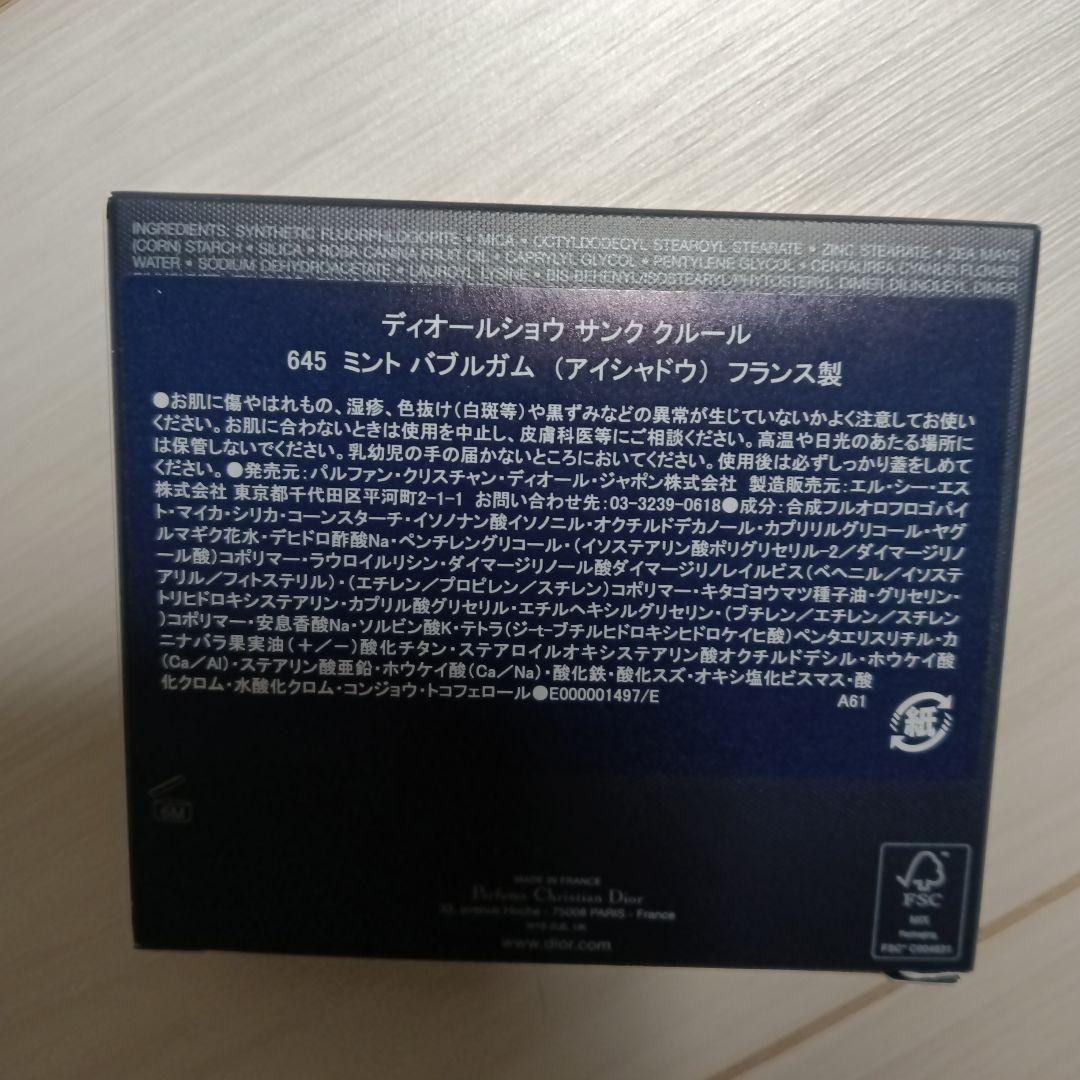 INGREDIENTS: SYNTHETIC FLUORPHLOGOPITE • MICA • OCTYLDODECYL STEAROYL STEARATE • ZINC STEARATE • ZEA MAYS
(CORN) STARCH • SILICA • ROSA CANINA FRUIT OIL • CAPRYLYL GLYCOL • PENTYLENE GLYCOL • CENTAUREA CYANUS FLOWER
WATER • SODIUM DEHYDROACETATE • LAUROYL LYSINE • BIS-BEHENYL/ISOSTEARYL/PHYTOSTERYL DIMER DILINOLEYL DIMER
ディオールショウ サンク クルール
645 ミント バブルガム （アイシャドウ） フランス製
●お肌に傷やはれもの、湿疹、色抜け（白斑等）や黒ずみなどの異常が生じていないかよく注意してお使い
ください。お肌に合わないときは使用を中止し、皮膚科医等にご相談ください。高温や日光のあたる場所に
は保管しないでください。乳幼児の手の届かないところにおいてください。使用後は必ずしっかり蓋をしめて
ください。●発売元：パルファン・クリスチャン・ディオール・ジャポン株式会社 製造販売元：エル・シー・エス
株式会社 東京都千代田区平河町2-1-1 お問い合わせ先：03-3239-0618●成分：合成フルオロフロゴパイ
ト・マイカ・シリカ・コーンスターチ・イソノナン酸イソノニル・オクチルドデカノール・カプリリルグリコール・ヤグ
ルマギク花水・デヒドロ酢酸Na・ペンチレングリコール・（イソステアリン酸ポリグリセリル-2／ダイマージリノ
ール酸）コポリマー・ラウロイルリシン・ダイマージリノール酸ダイマージリノレイルビス（ベヘニル／イソステ
アリル／フィトステリル）・（エチレン／プロピレン／スチレン）コポリマー・キタゴヨウマツ種子油・グリセリン・
トリヒドロキシステアリン・カプリル酸グリセリル・エチルヘキシルグリセリン・（ブチレン／エチレン／スチレン
）コポリマー・安息香酸Na・ソルビン酸K・テトラ（ジ-t-ブチルヒドロキシヒドロケイヒ酸）ペンタエリスリチル・カ
ニナバラ果実油（＋／－）酸化チタン・ステアロイルオキシステアリン酸オクチルドデシル・ホウケイ酸
（Ca／Al）・ステアリン酸亜鉛・ホウケイ酸（Ca／Na）・酸化鉄・酸化スズ・オキシ塩化ビスマス・酸
化クロム・水酸化クロム・コンジョウ・トコフェロール●E000001497/E A61
紙
6M
MADE IN FRANCE
Parfums Christian Dior
33, avenue Hoche - 75008 PARIS - France
W1S 2JE, UK
www.dior.com
FSC
MIX
Packaging